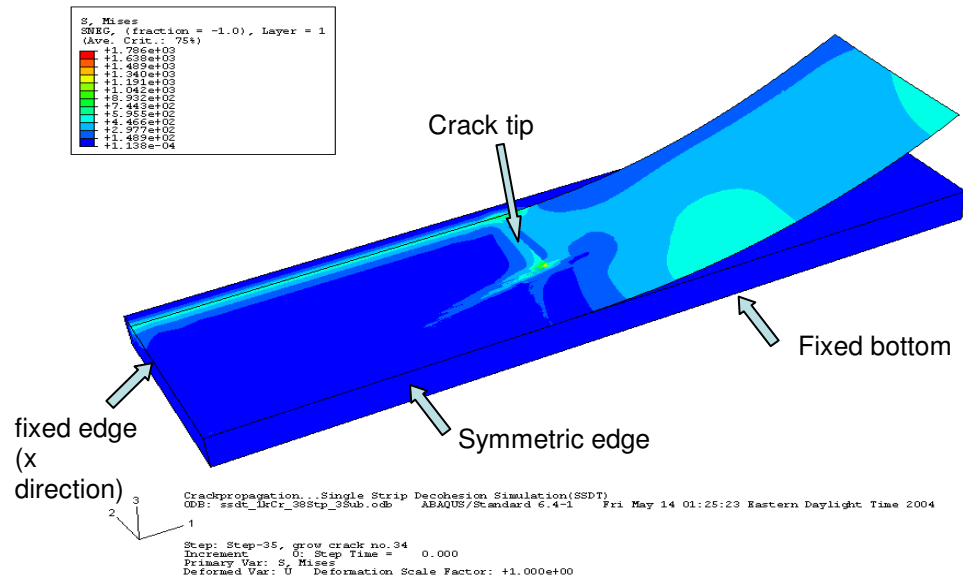 S, Mises
SNEG, (fraction = -1.0), Layer = 1
(Ave. Crit.: 75%)
+1.786e+03
+1.638e+03
+1.489e+03
+1.340e+03
+1.191e+03
+1.042e+03
+8.932e+02
+7.443e+02
+5.955e+02
+4.466e+02
+2.977e+02
+1.489e+02
+1.138e-04
Crack tip
Fixed bottom
fixed edge
(x
direction)
Symmetric edge
3
2
1
Crackpropagation...Single Strip Decohesion Simulation(SSDT)
ODB: ssdt_1kCr_38Stp_3Sub.odb ABAQUS/Standard 6.4-1 Fri May 14 01:25:23 Eastern Daylight Time 2004
Step: Step-35, grow crack no.34
Increment 0: Step Time = 0.000
Primary Var: S, Mises
Deformed Var: U Deformation Scale Factor: +1.000e+00